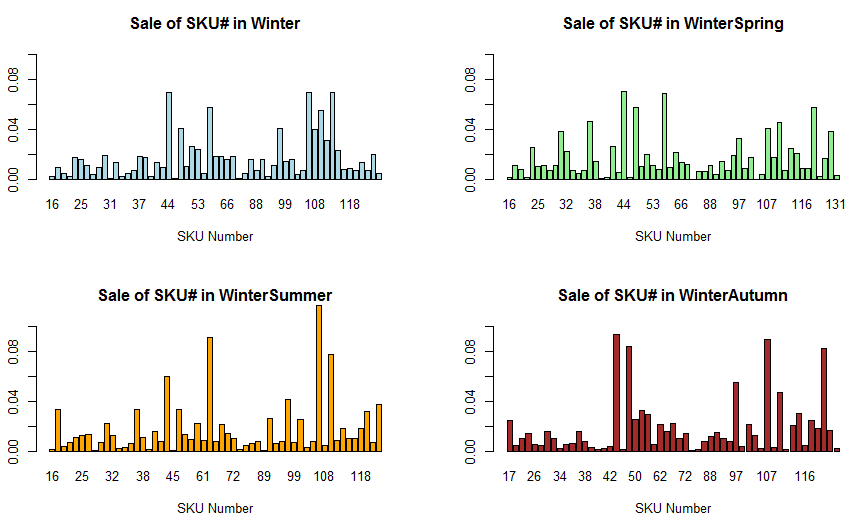 Sale of SKU# in Winter
0.00 0.04 0.08
16 25 31 37 44 53 66 88 99 108 118
SKU Number
Sale of SKU# in WinterSpring
0.00 0.04 0.08
16 25 32 38 44 53 66 88 97 107 116 131
SKU Number
Sale of SKU# in WinterSummer
0.00 0.04 0.08
16 25 32 38 45 61 72 89 98 108 118
SKU Number
Sale of SKU# in WinterAutumn
0.00 0.04 0.08
17 26 34 38 42 50 62 72 88 97 107 116
SKU Number